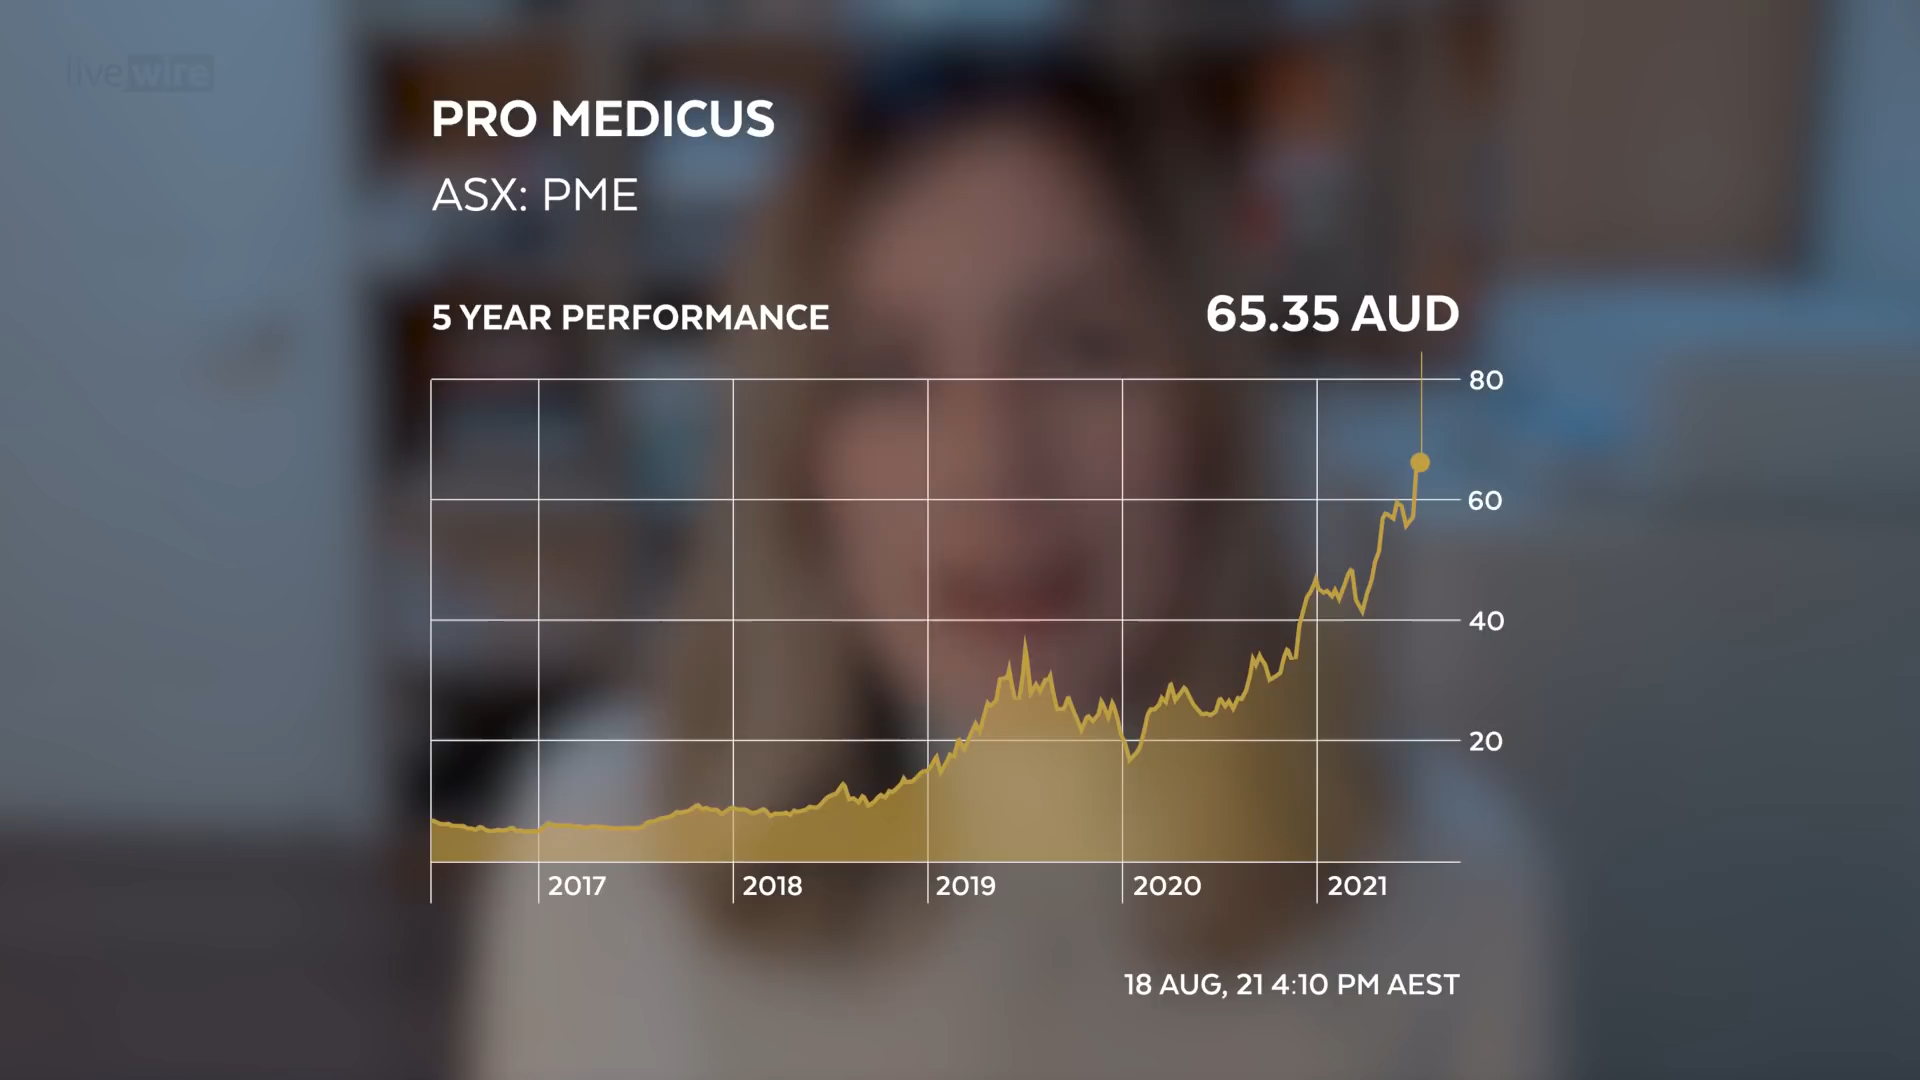 livewire
PRO MEDICUS
ASX: PME
5 YEAR PERFORMANCE
65.35 AUD
80
60
40
20
2017
2018
2019
2020
2021
18 AUG, 21 4:10 PM AEST